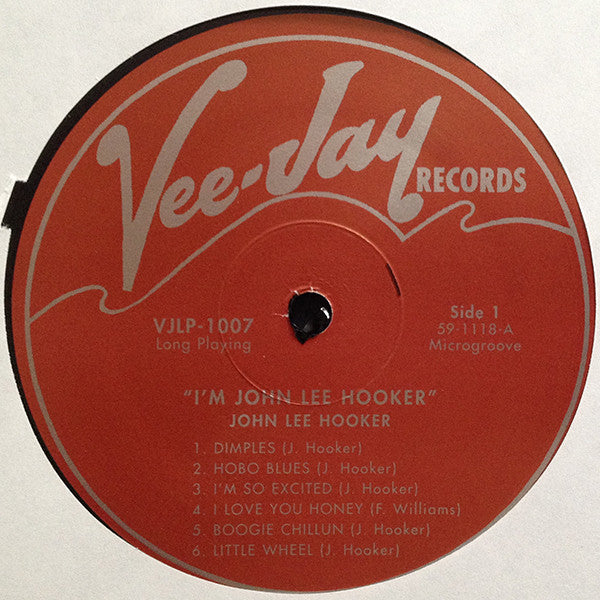 Vee-Jay
RECORDS
VJLP-1007
Long Playing
Side 1
59-1118-A
Microgroove
"I'M JOHN LEE HOOKER"
JOHN LEE HOOKER
1. DIMPLES (J. Hooker)
2. HOBO BLUES (J. Hooker)
3. I'M SO EXCITED (J. Hooker)
4. I LOVE YOU HONEY (F. Williams)
5. BOOGIE CHILLUN (J. Hooker)
6. LITTLE WHEEL (J. Hooker)